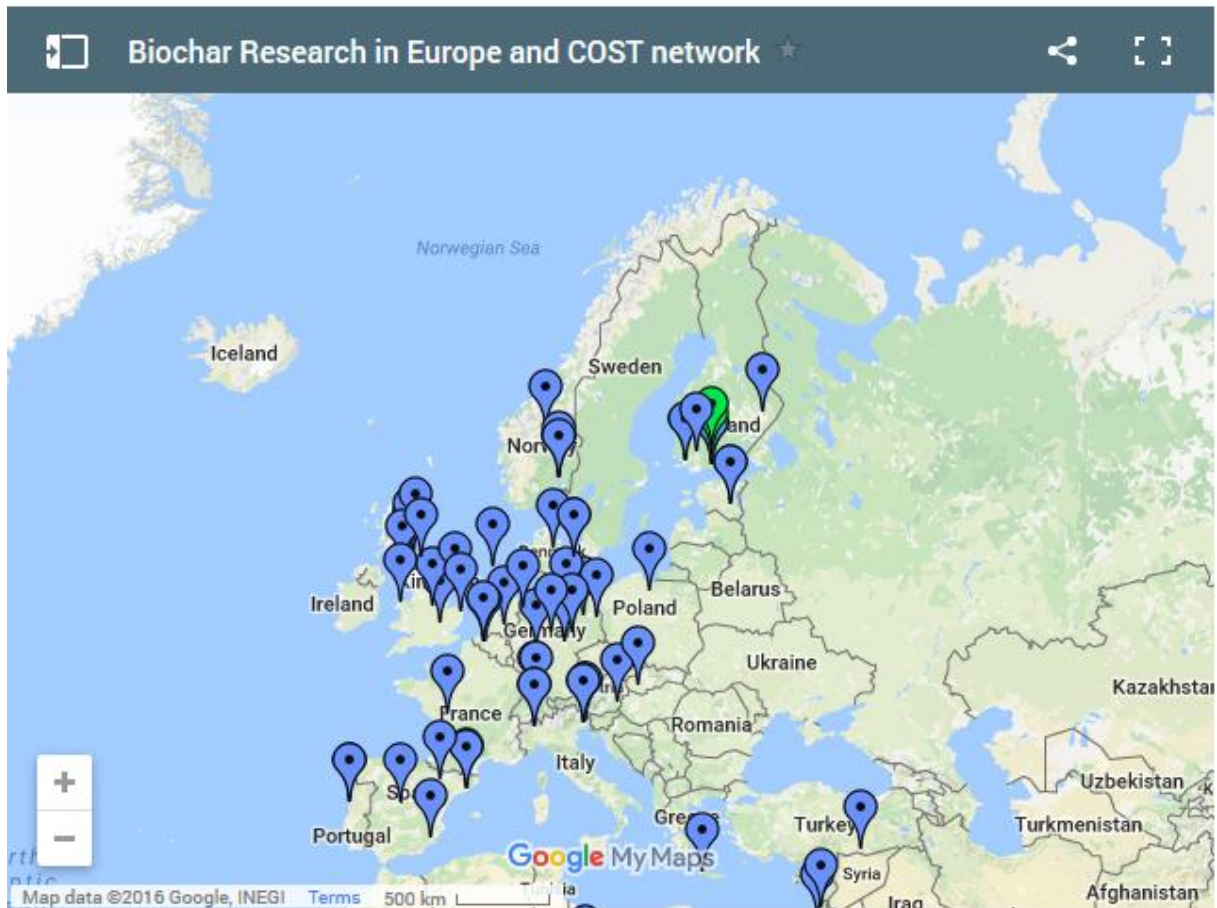 Biochar Research in Europe and COST network
Norwegian Sea
Iceland
Sweden
Ireland
Poland
Belarus
Germany
Ukraine
Kazakhstan
France
Romania
Italy
Uzbekistan
Portugal
Turkey
Turkmenistan
Google My Maps
Syria
Afghanistan
Iraq
Map data ©2016 Google, INEGI Terms 500 km